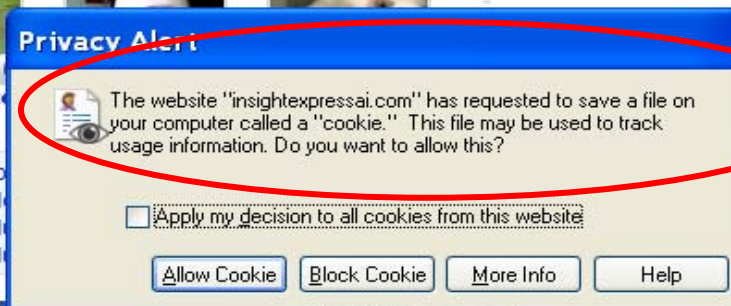 Privacy Alert
The website "insightexpressai.com" has requested to save a file on
your computer called a "cookie." This file may be used to track
usage information. Do you want to allow this?
Apply my decision to all cookies from this website
Allow Cookie Block Cookie More Info Help